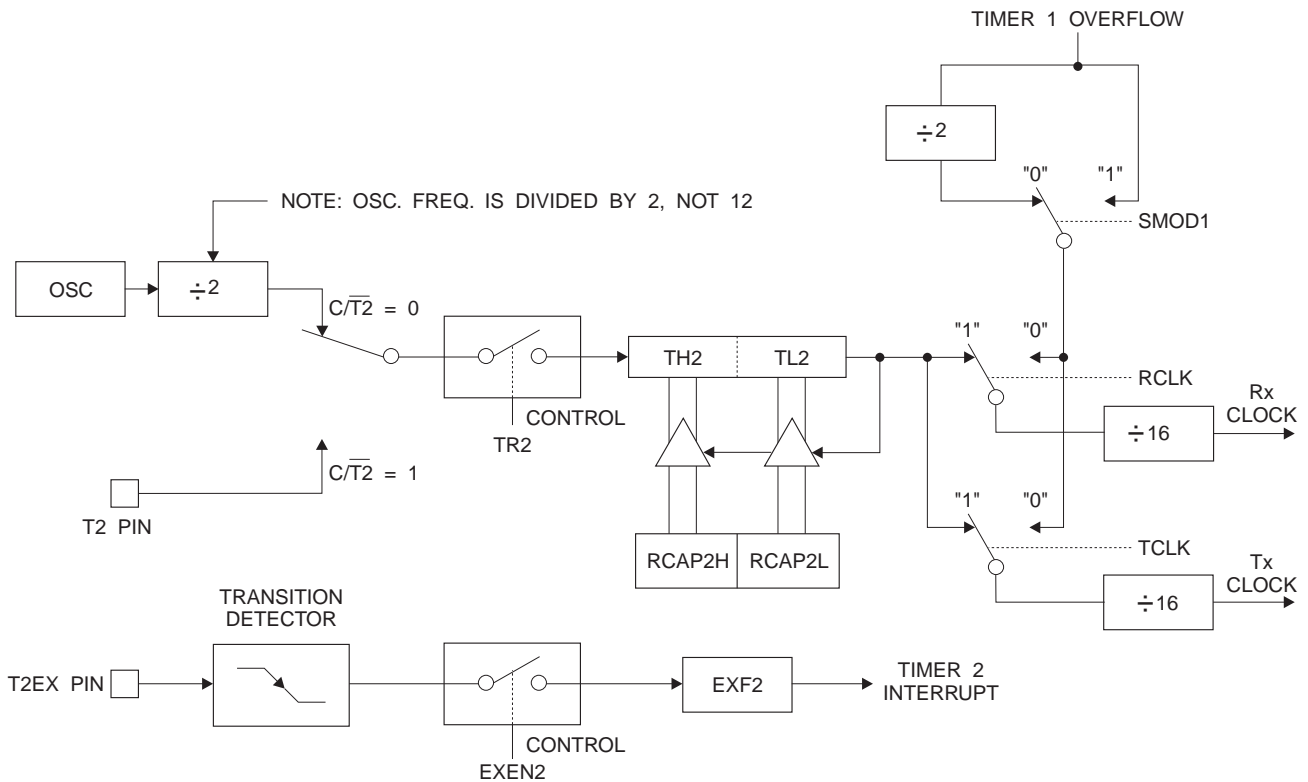 TIMER 1 OVERFLOW
÷2
"0" "1"
NOTE: OSC. FREQ. IS DIVIDED BY 2, NOT 12
SMOD1
OSC
÷2
C/T2̅ = 0
"1" "0"
TH2 TL2
RCLK
Rx
CLOCK
CONTROL
÷16
TR2
C/T2̅ = 1
"1" "0"
T2 PIN
TCLK
RCAP2H RCAP2L
Tx
CLOCK
÷16
TRANSITION
DETECTOR
T2EX PIN
EXF2
TIMER 2
INTERRUPT
CONTROL
EXEN2